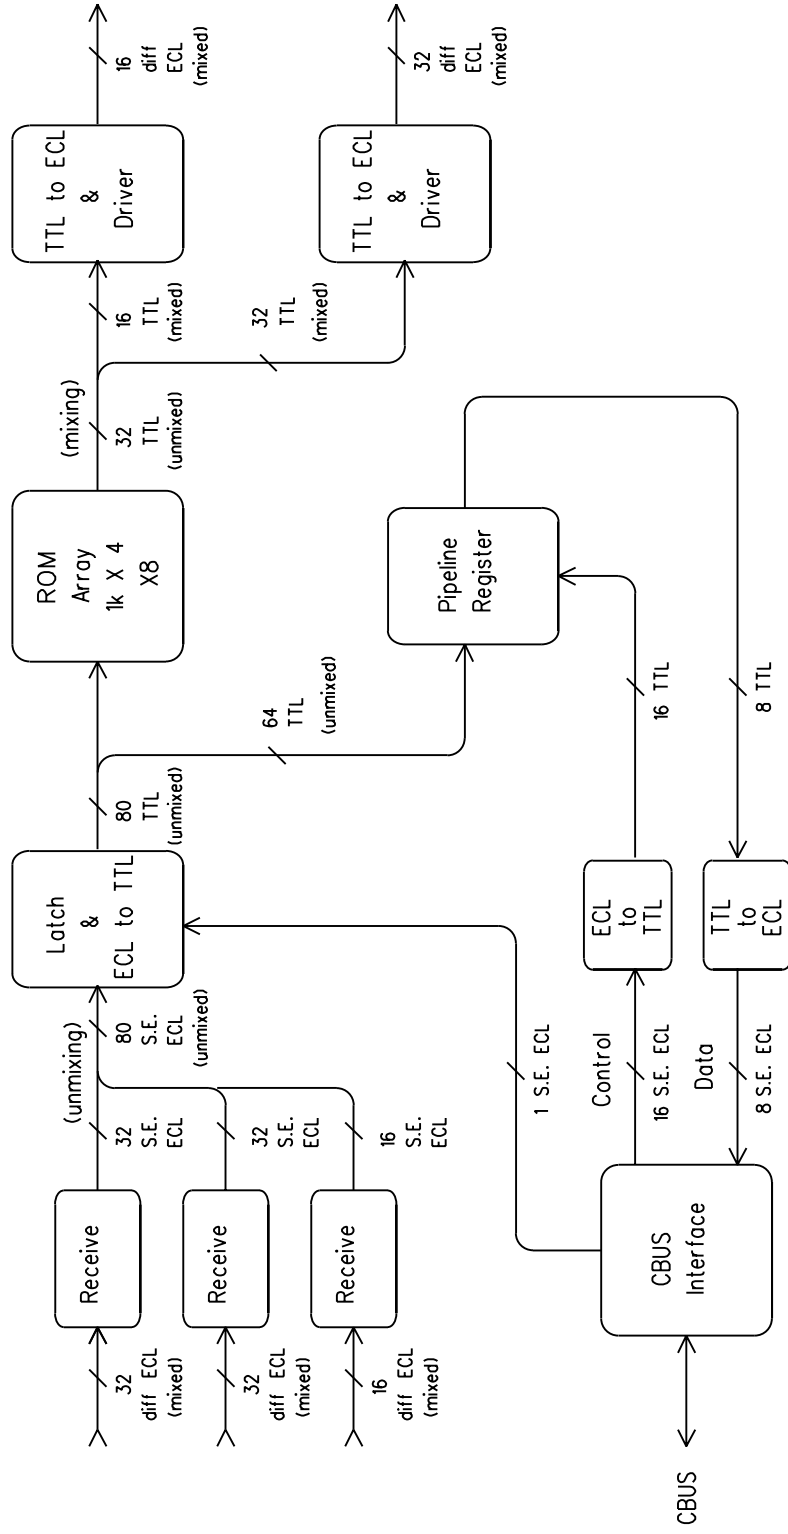 32
diff ECL
(mixed)
Receive
32
S.E.
ECL
(unmixing)
80
S.E.
ECL
(unmixed)
Latch
&
ECL to TTL
80
TTL
(unmixed)
ROM
Array
1k X 4
X8
(mixing)
32
TTL
(unmixed)
16
TTL
(mixed)
TTL to ECL
&
Driver
16
diff
ECL
(mixed)
32
diff ECL
(mixed)
Receive
32
S.E.
ECL
64
TTL
(unmixed)
32
TTL
(mixed)
TTL to ECL
&
Driver
32
diff
ECL
(mixed)
16
diff ECL
(mixed)
Receive
16
S.E.
ECL
Pipeline
Register
1 S.E. ECL
Control
16 S.E. ECL
ECL
to
TTL
16 TTL
CBUS
CBUS
Interface
Data
8 S.E. ECL
TTL
to
ECL
8 TTL